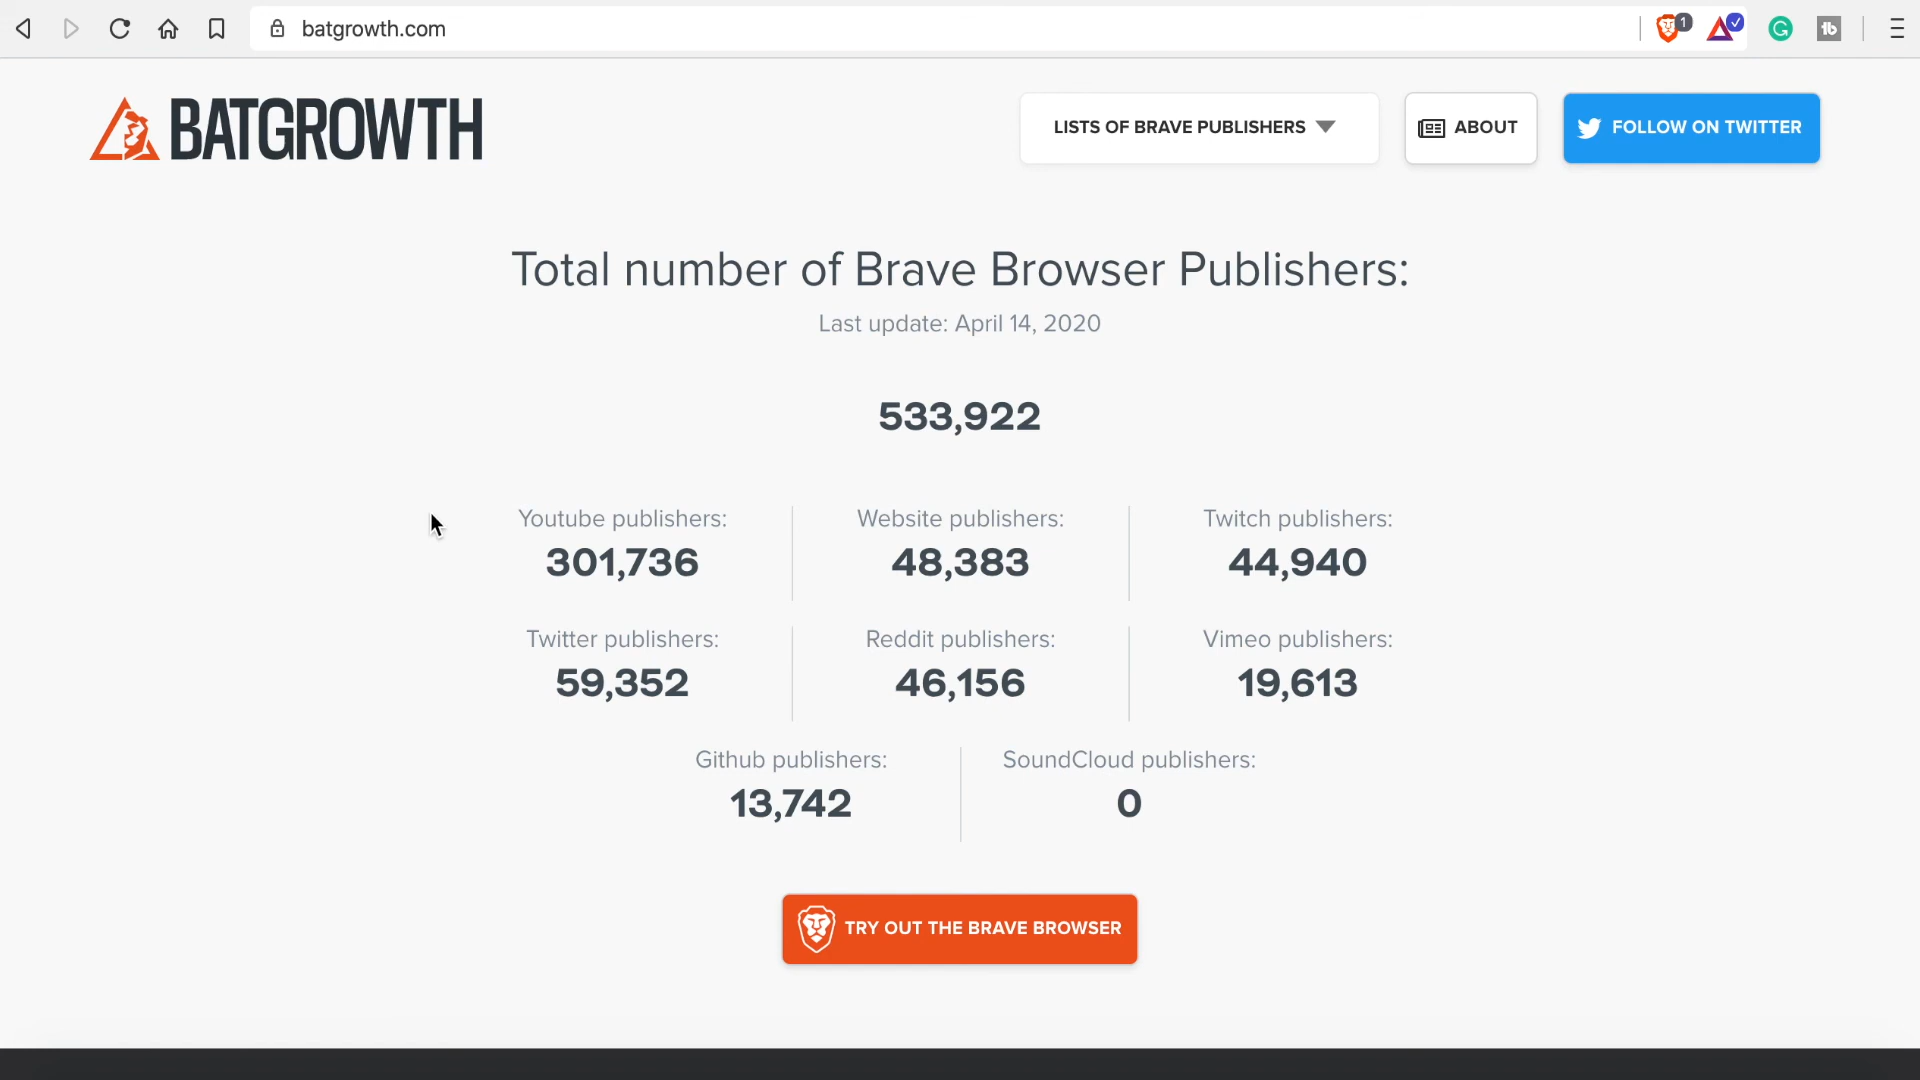 batgrowth.com
1
tb
BATGROWTH
LISTS OF BRAVE PUBLISHERS
ABOUT
FOLLOW ON TWITTER
Total number of Brave Browser Publishers:
Last update: April 14, 2020
533,922
Youtube publishers:
301,736
Website publishers:
48,383
Twitch publishers:
44,940
Twitter publishers:
59,352
Reddit publishers:
46,156
Vimeo publishers:
19,613
Github publishers:
13,742
SoundCloud publishers:
0
TRY OUT THE BRAVE BROWSER